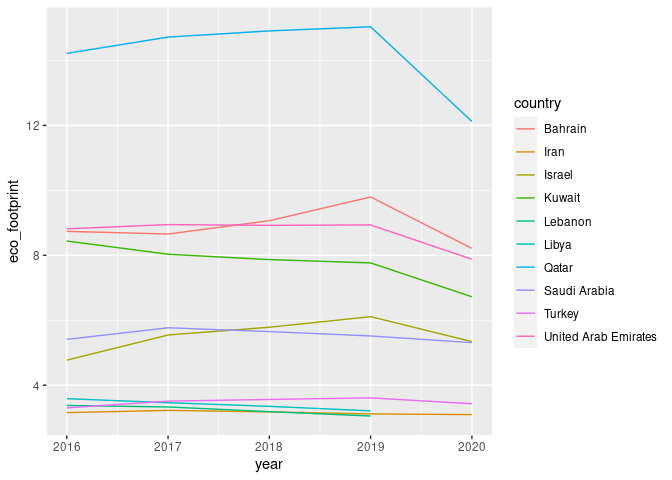 12
8
4
eco_footprint
2016 2017 2018 2019 2020
year
country
Bahrain
Iran
Israel
Kuwait
Lebanon
Libya
Qatar
Saudi Arabia
Turkey
United Arab Emirates